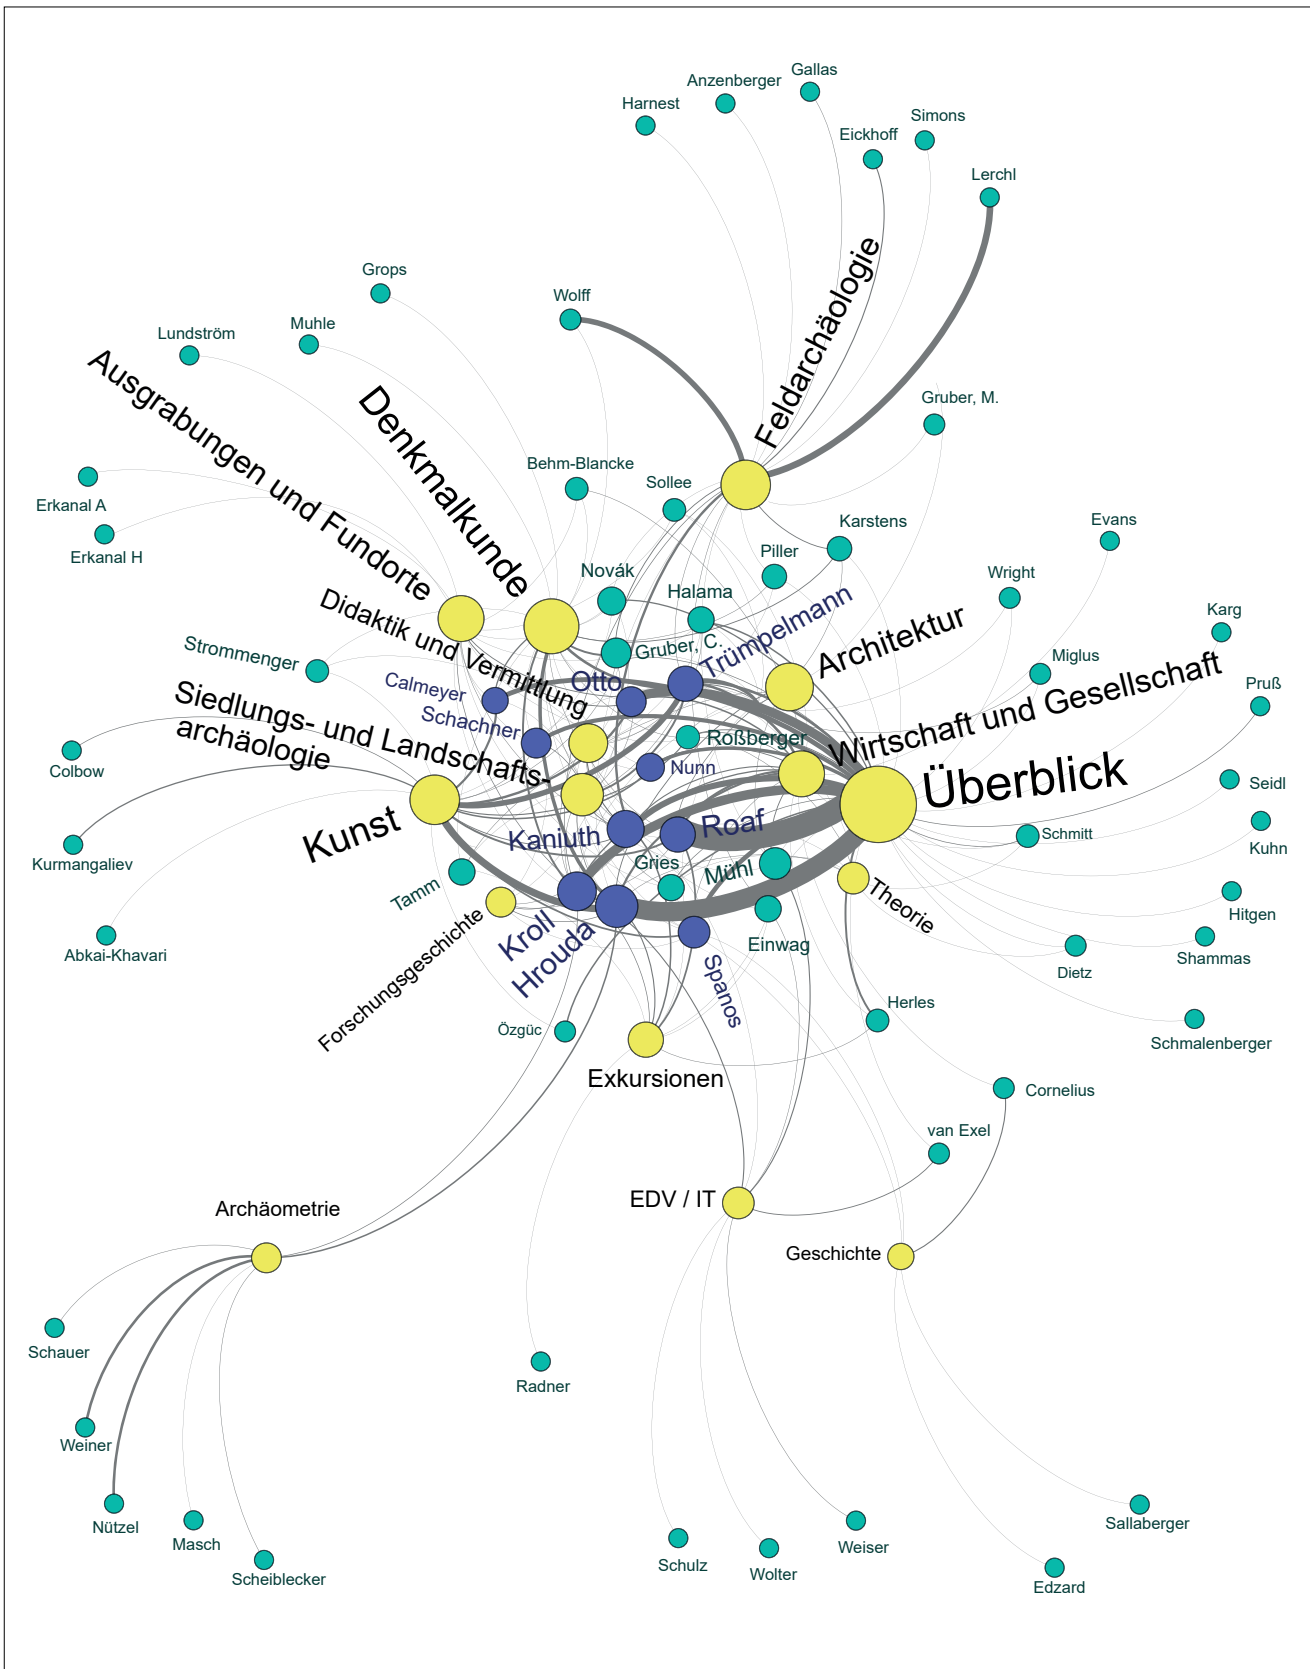 Gallas
Anzenberger
Harnest
Simons
Eickhoff
Lerchl
Feldarchäologie
Grops
Wolff
Muhle
Lundström
Ausgrabungen und Fundorte
Denkmalkunde
Gruber, M.
Behm-Blancke
Sollee
Erkanal A
Karstens
Evans
Erkanal H
Piller
Novák
Halama
Wright
Karg
Didaktik und Vermittlung
Trümpelmann
Architektur
Gruber, C.
Strommenger
Miglus
Calmeyer
Otto
Pruß
Siedlungs- und Landschafts-
archäologie
Schachner
Roßberger
Wirtschaft und Gesellschaft
Colbow
Nunn
Überblick
Seidl
Kunst
Kaniuth
Roaf
Schmitt
Kuhn
Kurmangaliev
Gries
Mühl
Tamm
Theorie
Hitgen
Forschungsgeschichte
Kroll
Hrouda
Einwag
Abkai-Khavari
Shammas
Dietz
Spanos
Herles
Özgüc
Schmalenberger
Exkursionen
Cornelius
van Exel
EDV / IT
Archäometrie
Geschichte
Schauer
Radner
Weiner
Nützel
Masch
Scheiblecker
Schulz
Wolter
Weiser
Sallaberger
Edzard